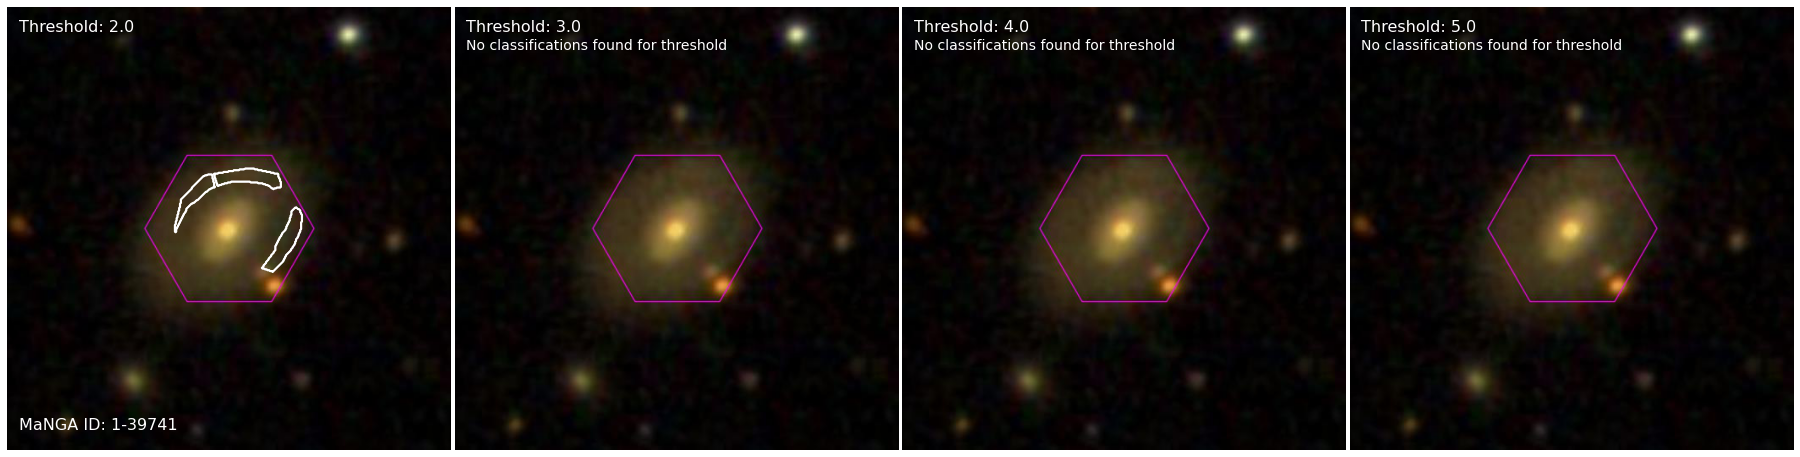 Threshold: 2.0
MaNGA ID: 1-39741
Threshold: 3.0
No classifications found for threshold
Threshold: 4.0
No classifications found for threshold
Threshold: 5.0
No classifications found for threshold